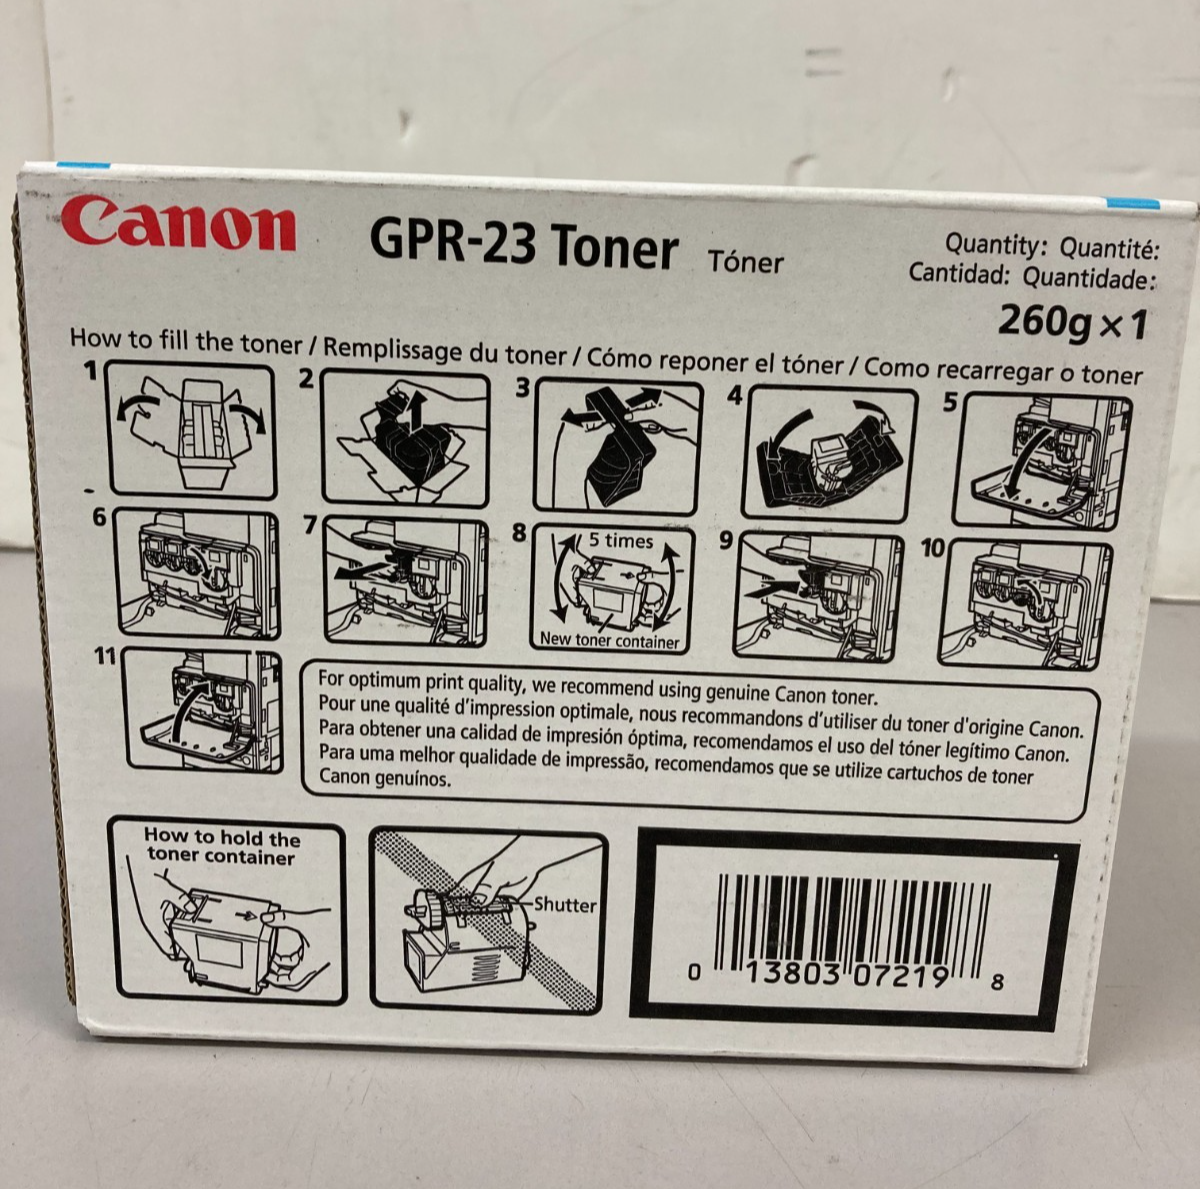 Canon
GPR-23 Toner Tóner
Quantity: Quantité:
Cantidad: Quantidade:
260g×1
How to fill the toner / Remplissage du toner / Cómo reponer el tóner / Como recarregar o toner
1
2
3
4
5
6
7
8
5 times
New toner container
9
10
11
For optimum print quality, we recommend using genuine Canon toner.
Pour une qualité d'impression optimale, nous recommandons d'utiliser du toner d'origine Canon.
Para obtener una calidad de impresión óptima, recomendamos el uso del tóner legítimo Canon.
Para uma melhor qualidade de impressão, recomendamos que se utilize cartuchos de toner
Canon genuínos.
How to hold the
toner container
Shutter
0 13803 07219 8